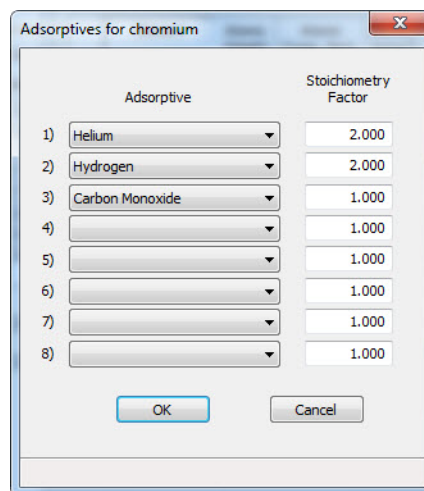 Adsorptives for chromium
Adsorptive
Stoichiometry
Factor
1) Helium 2.000
2) Hydrogen 2.000
3) Carbon Monoxide 1.000
4) 1.000
5) 1.000
6) 1.000
7) 1.000
8) 1.000
OK Cancel